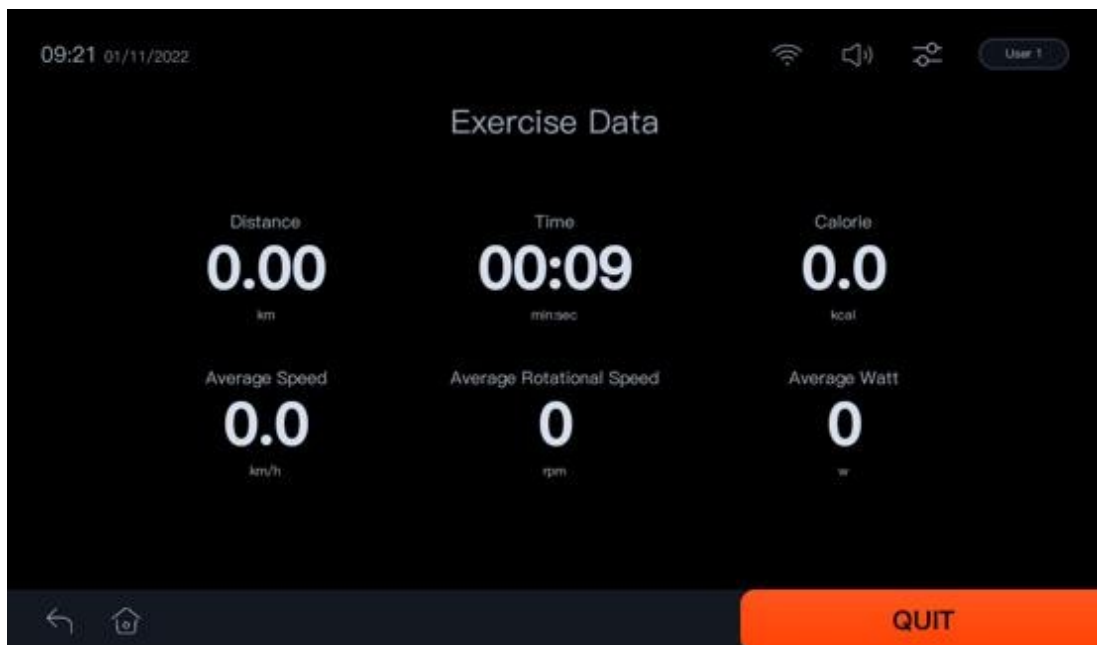 09:21 01/11/2022
User 1
Exercise Data
Distance
0.00
km
Time
00:09
min:sec
Calorie
0.0
kcal
Average Speed
0.0
km/h
Average Rotational Speed
0
rpm
Average Watt
0
w
QUIT